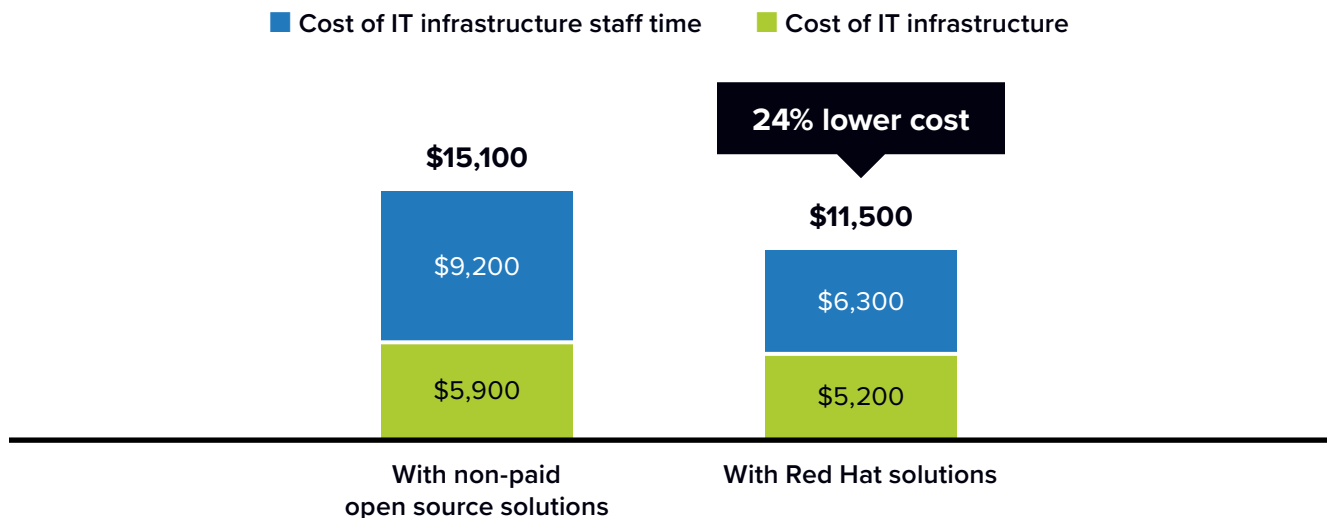 Cost of IT infrastructure staff time
Cost of IT infrastructure
24% lower cost
$15,100
$11,500
$9,200
$6,300
$5,900
$5,200
With non-paid
open source solutions
With Red Hat solutions